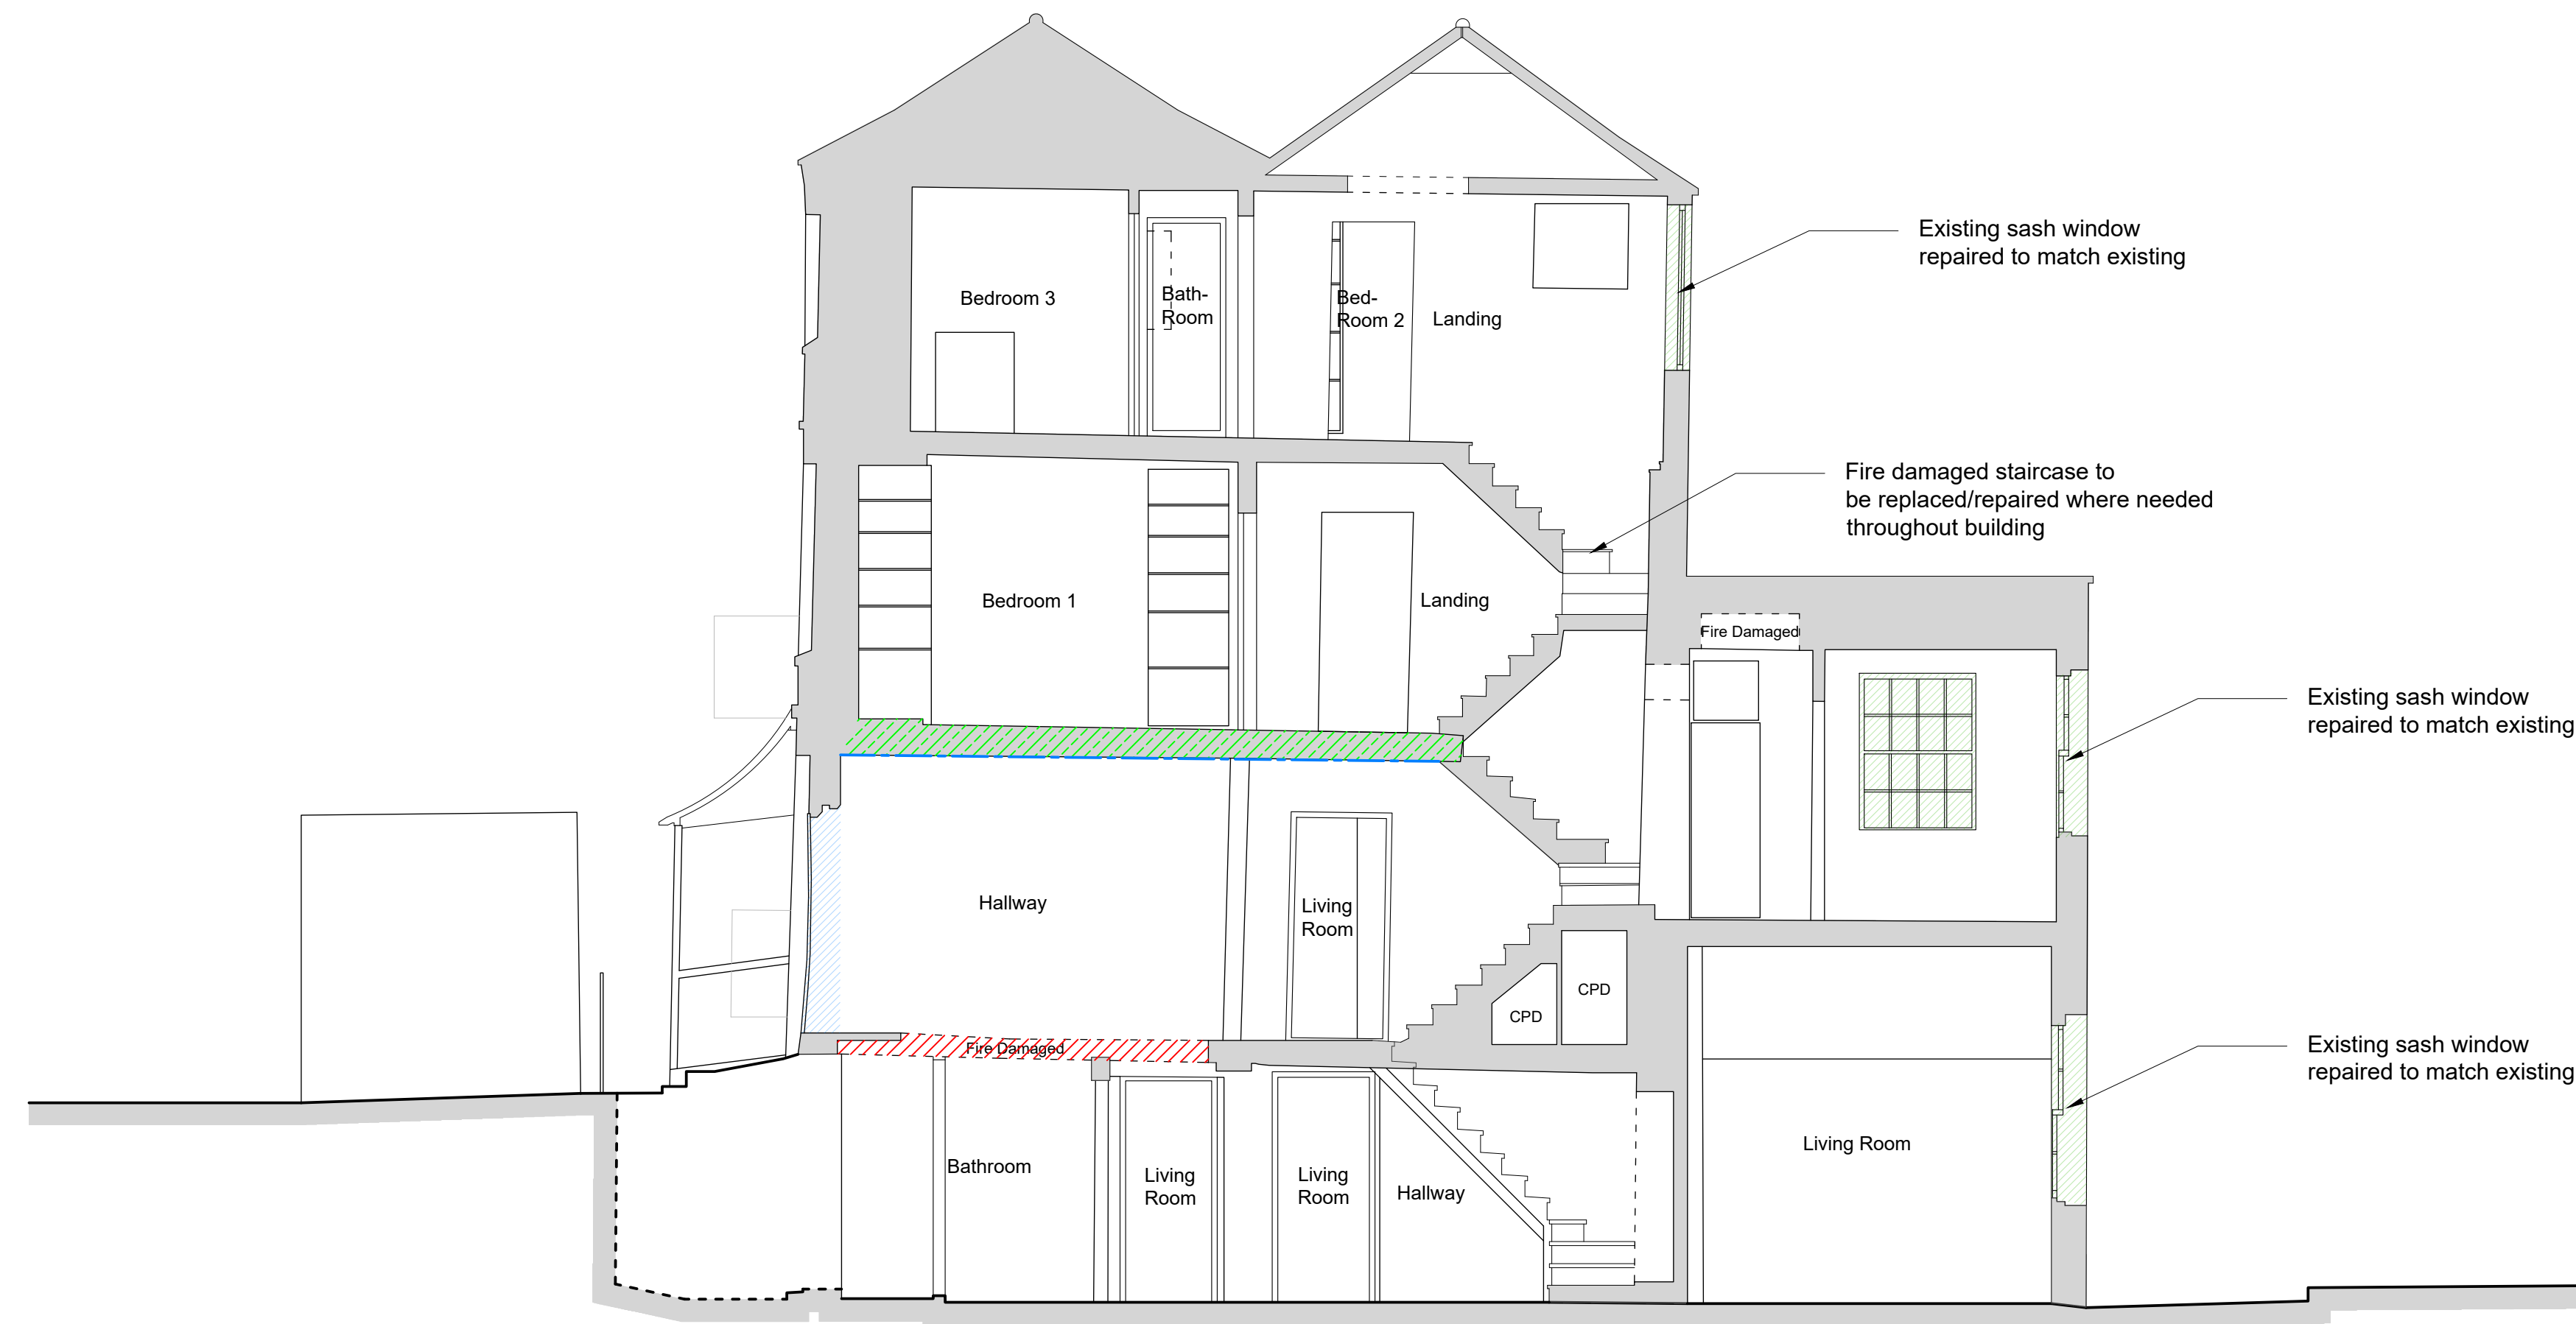 Existing sash window
repaired to match existing
Bedroom 3
Bath-
Room
Bed-
Room 2
Landing
Fire damaged staircase to
be replaced/repaired where needed
throughout building
Bedroom 1
Landing
Fire Damaged
Existing sash window
repaired to match existing
Hallway
Living
Room
CPD
CPD
Fire Damaged
Existing sash window
repaired to match existing
Bathroom
Living
Room
Living
Room
Hallway
Living Room